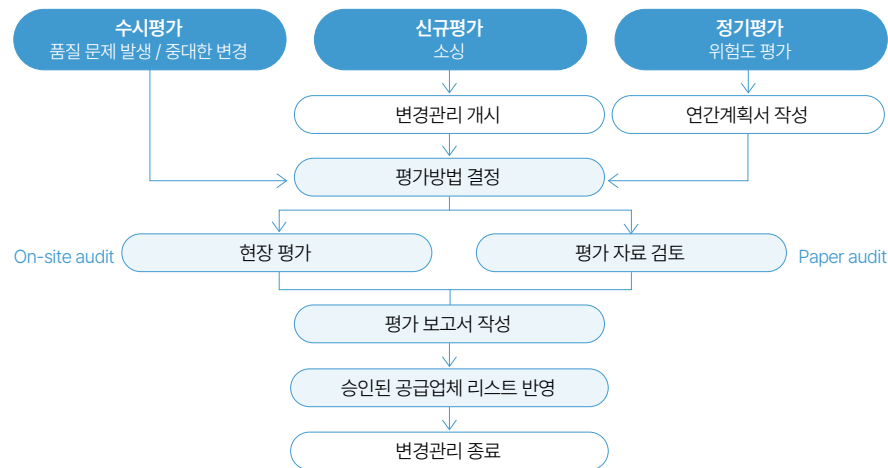 수시평가
품질 문제 발생 / 중대한 변경
신규평가
소싱
정기평가
위험도 평가
변경관리 개시
연간계획서 작성
평가방법 결정
On-site audit
현장 평가
평가 자료 검토
Paper audit
평가 보고서 작성
승인된 공급업체 리스트 반영
변경관리 종료